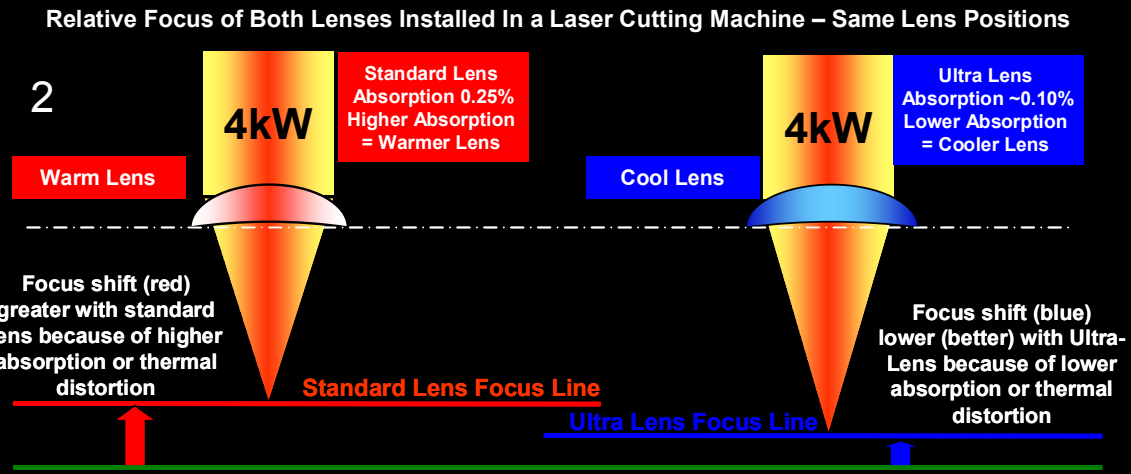 Relative Focus of Both Lenses Installed In a Laser Cutting Machine – Same Lens Positions
2
4kW
Standard Lens
Absorption 0.25%
Higher Absorption
= Warmer Lens
Warm Lens
4kW
Ultra Lens
Absorption ~0.10%
Lower Absorption
= Cooler Lens
Cool Lens
Focus shift (red)
greater with standard
ens because of higher
absorption or thermal
distortion
Standard Lens Focus Line
Focus shift (blue)
lower (better) with Ultra-
Lens because of lower
absorption or thermal
distortion
Ultra Lens Focus Line